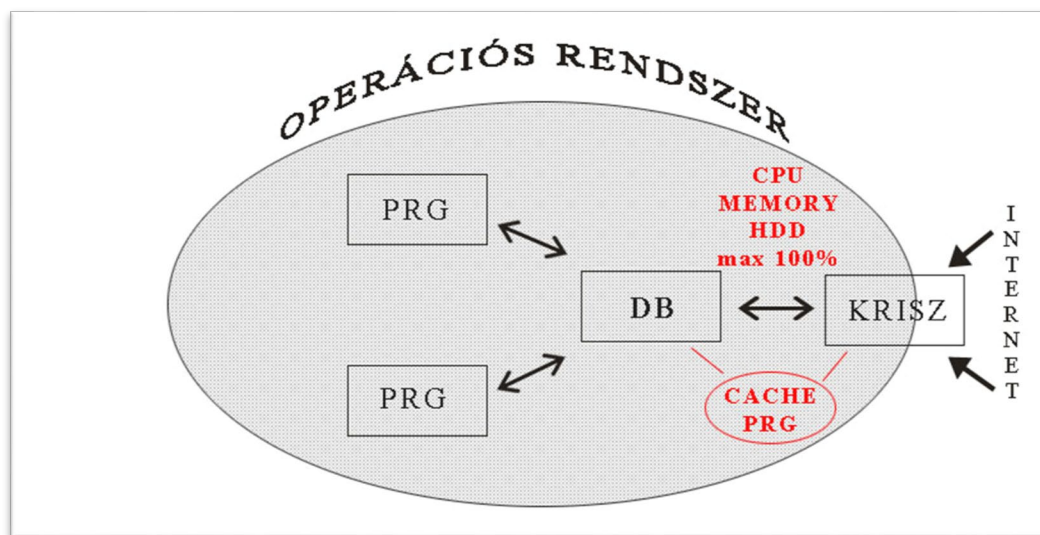 OPERÁCIÓS RENDSZER
CPU
MEMORY
HDD
max 100%
PRG
DB
KRISZ
INTERNET
PRG
CACHE
PRG